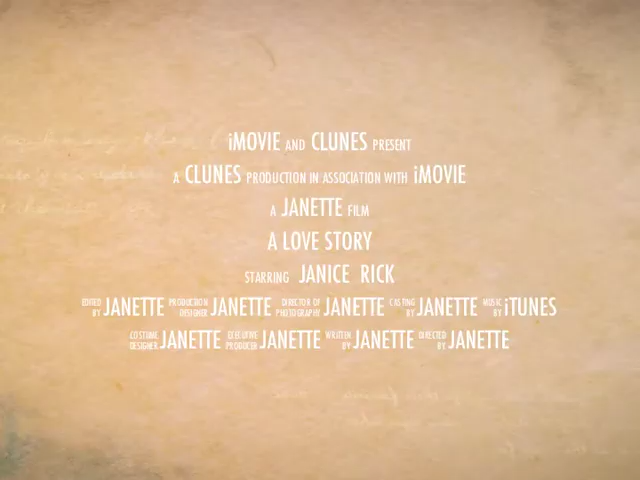 iMOVIE AND CLUNES PRESENT
A CLUNES PRODUCTION IN ASSOCIATION WITH iMOVIE
A JANETTE FILM
A LOVE STORY
STARRING JANICE RICK
EDITED BY JANETTE PRODUCTION DESIGNER JANETTE DIRECTOR OF PHOTOGRAPHY JANETTE CASTING BY JANETTE MUSIC BY iTUNES
COSTUME DESIGNER JANETTE EXECUTIVE PRODUCER JANETTE WRITTEN BY JANETTE DIRECTED BY JANETTE